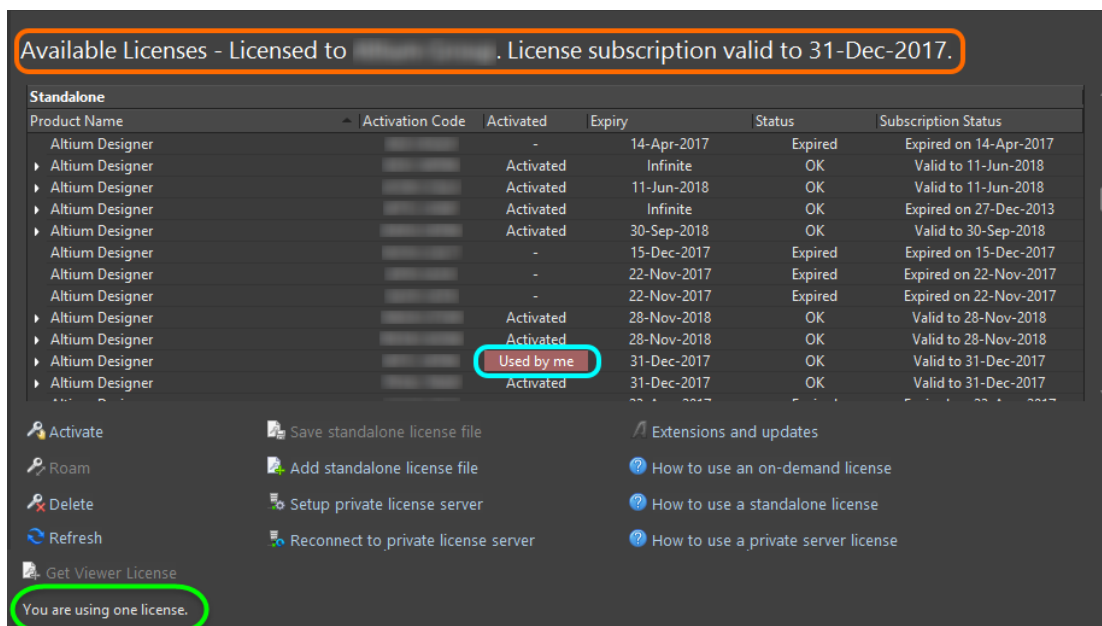 Available Licenses - Licensed to . License subscription valid to 31-Dec-2017.
Standalone
Product Name Activation Code Activated Expiry Status Subscription Status
Altium Designer - 14-Apr-2017 Expired Expired on 14-Apr-2017
Altium Designer Activated Infinite OK Valid to 11-Jun-2018
Altium Designer Activated 11-Jun-2018 OK Valid to 11-Jun-2018
Altium Designer Activated Infinite OK Expired on 27-Dec-2013
Altium Designer Activated 30-Sep-2018 OK Valid to 30-Sep-2018
Altium Designer - 15-Dec-2017 Expired Expired on 15-Dec-2017
Altium Designer - 22-Nov-2017 Expired Expired on 22-Nov-2017
Altium Designer - 22-Nov-2017 Expired Expired on 22-Nov-2017
Altium Designer Activated 28-Nov-2018 OK Valid to 28-Nov-2018
Altium Designer Activated 28-Nov-2018 OK Valid to 28-Nov-2018
Altium Designer Used by me 31-Dec-2017 OK Valid to 31-Dec-2017
Altium Designer Activated 31-Dec-2017 OK Valid to 31-Dec-2017
Activate Save standalone license file Extensions and updates
Roam Add standalone license file How to use an on-demand license
Delete Setup private license server How to use a standalone license
Refresh Reconnect to private license server How to use a private server license
Get Viewer License
You are using one license.